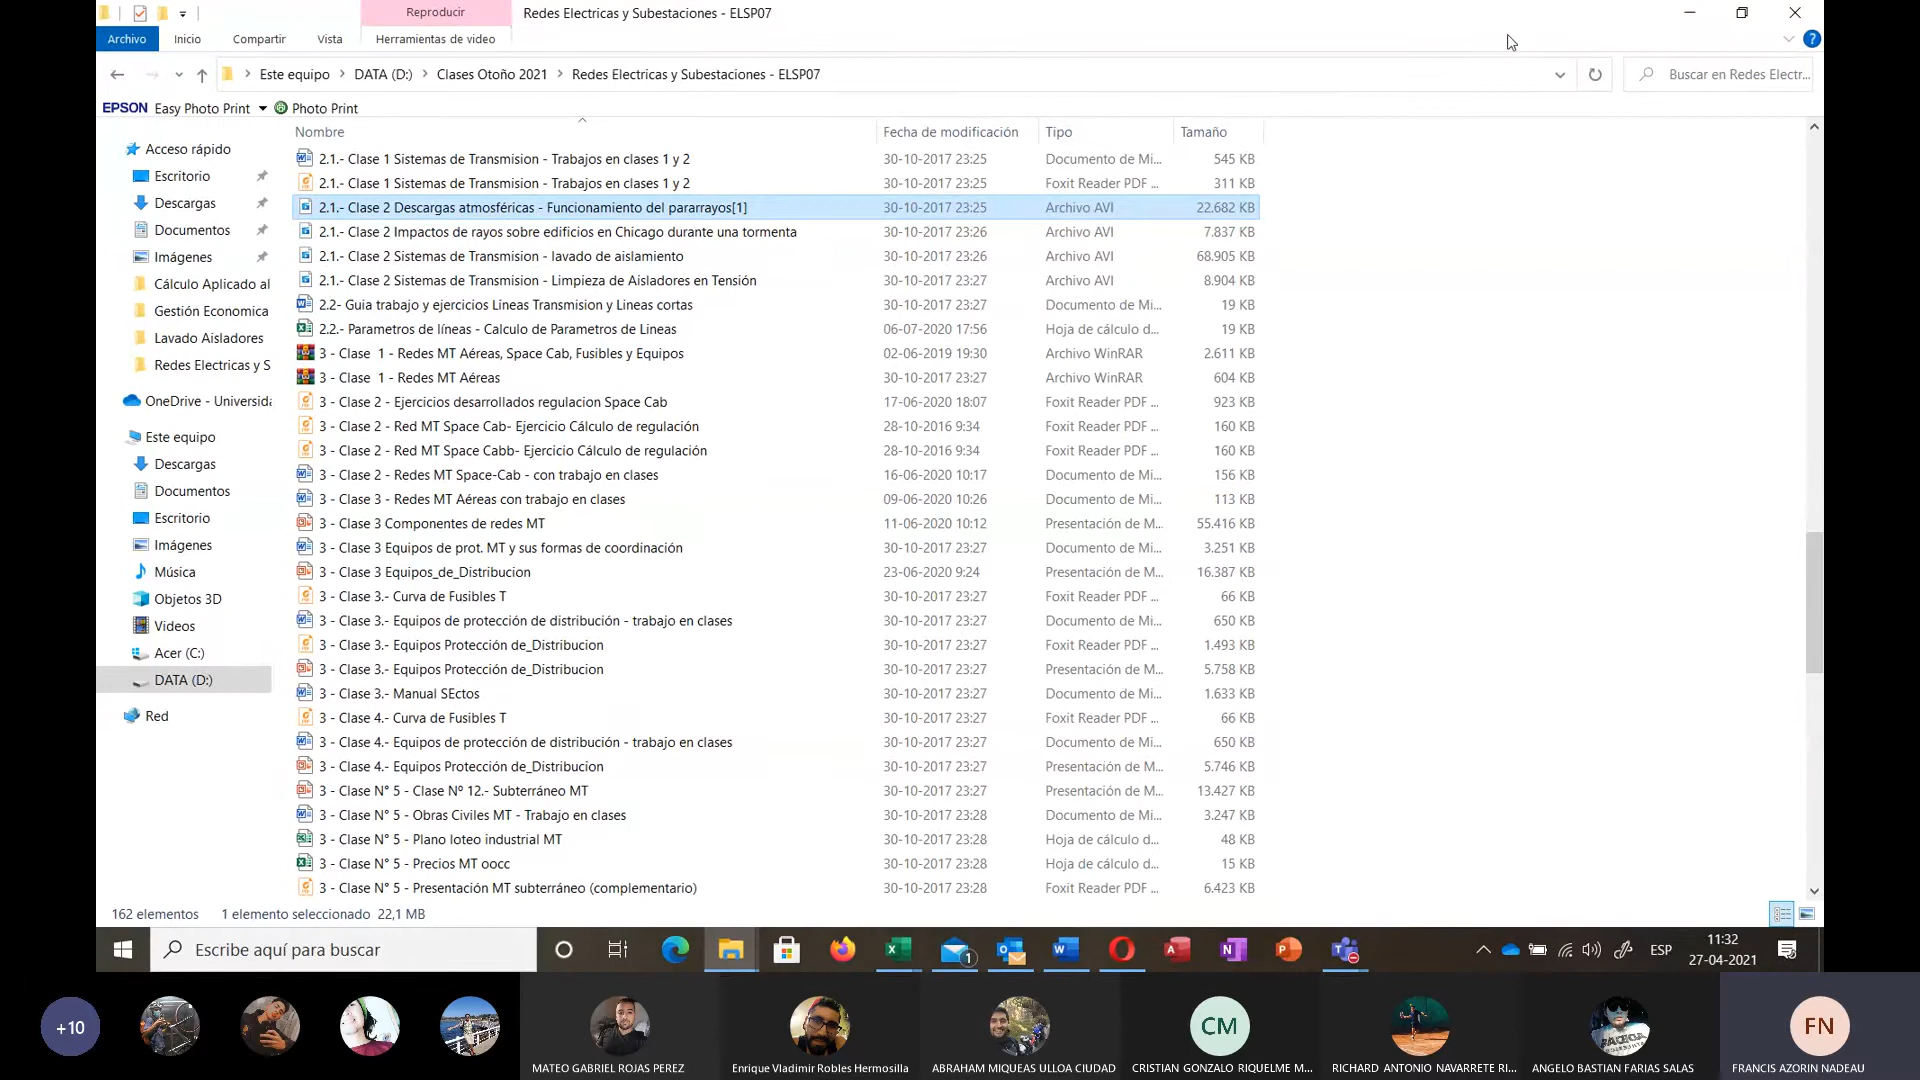 Reproducir
Redes Electricas y Subestaciones - ELSP07
Archivo
Inicio
Compartir
Vista
Herramientas de video
Este equipo
DATA (D:)
Clases Otoño 2021
Redes Electricas y Subestaciones - ELSP07
Buscar en Redes Electr...
EPSON Easy Photo Print
Photo Print
Nombre
Fecha de modificación
Tipo
Tamaño
Acceso rápido
Escritorio
Descargas
Documentos
Imágenes
Cálculo Aplicado al
Gestión Economica
Lavado Aisladores
Redes Electricas y S
OneDrive - Universida
Este equipo
Descargas
Documentos
Escritorio
Imágenes
Música
Objetos 3D
Videos
Acer (C:)
DATA (D:)
Red
2.1.- Clase 1 Sistemas de Transmision - Trabajos en clases 1 y 2 30-10-2017 23:25 Documento de Mi... 545 KB
2.1.- Clase 1 Sistemas de Transmision - Trabajos en clases 1 y 2 30-10-2017 23:25 Foxit Reader PDF ... 311 KB
2.1.- Clase 2 Descargas atmosféricas - Funcionamiento del pararrayos[1] 30-10-2017 23:25 Archivo AVI 22.682 KB
2.1.- Clase 2 Impactos de rayos sobre edificios en Chicago durante una tormenta 30-10-2017 23:26 Archivo AVI 7.837 KB
2.1.- Clase 2 Sistemas de Transmision - lavado de aislamiento 30-10-2017 23:26 Archivo AVI 68.905 KB
2.1.- Clase 2 Sistemas de Transmision - Limpieza de Aisladores en Tensión 30-10-2017 23:27 Archivo AVI 8.904 KB
2.2- Guia trabajo y ejercicios Líneas Transmision y Lineas cortas 30-10-2017 23:27 Documento de Mi... 19 KB
2.2.- Parametros de líneas - Calculo de Parametros de Lineas 06-07-2020 17:56 Hoja de cálculo d... 19 KB
3 - Clase  1 - Redes MT Aéreas, Space Cab, Fusibles y Equipos 02-06-2019 19:30 Archivo WinRAR 2.611 KB
3 - Clase  1 - Redes MT Aéreas 30-10-2017 23:27 Archivo WinRAR 604 KB
3 - Clase 2 - Ejercicios desarrollados regulacion Space Cab 17-06-2020 18:07 Foxit Reader PDF ... 923 KB
3 - Clase 2 - Red MT Space Cab- Ejercicio Cálculo de regulación 28-10-2016 9:34 Foxit Reader PDF ... 160 KB
3 - Clase 2 - Red MT Space Cabb- Ejercicio Cálculo de regulación 28-10-2016 9:34 Foxit Reader PDF ... 160 KB
3 - Clase 2 - Redes MT Space-Cab - con trabajo en clases 16-06-2020 10:17 Documento de Mi... 156 KB
3 - Clase 3 - Redes MT Aéreas con trabajo en clases 09-06-2020 10:26 Documento de Mi... 113 KB
3 - Clase 3 Componentes de redes MT 11-06-2020 10:12 Presentación de M... 55.416 KB
3 - Clase 3 Equipos de prot. MT y sus formas de coordinación 30-10-2017 23:27 Documento de Mi... 3.251 KB
3 - Clase 3 Equipos_de_Distribucion 23-06-2020 9:24 Presentación de M... 16.387 KB
3 - Clase 3.- Curva de Fusibles T 30-10-2017 23:27 Foxit Reader PDF ... 66 KB
3 - Clase 3.- Equipos de protección de distribución - trabajo en clases 30-10-2017 23:27 Documento de Mi... 650 KB
3 - Clase 3.- Equipos Protección de_Distribucion 30-10-2017 23:27 Foxit Reader PDF ... 1.493 KB
3 - Clase 3.- Equipos Protección de_Distribucion 30-10-2017 23:27 Presentación de M... 5.758 KB
3 - Clase 3.- Manual SEctos 30-10-2017 23:27 Documento de Mi... 1.633 KB
3 - Clase 4.- Curva de Fusibles T 30-10-2017 23:27 Foxit Reader PDF ... 66 KB
3 - Clase 4.- Equipos de protección de distribución - trabajo en clases 30-10-2017 23:27 Documento de Mi... 650 KB
3 - Clase 4.- Equipos Protección de_Distribucion 30-10-2017 23:27 Presentación de M... 5.746 KB
3 - Clase N° 5 - Clase Nº 12.- Subterráneo MT 30-10-2017 23:27 Presentación de M... 13.427 KB
3 - Clase N° 5 - Obras Civiles MT - Trabajo en clases 30-10-2017 23:28 Documento de Mi... 3.247 KB
3 - Clase N° 5 - Plano loteo industrial MT 30-10-2017 23:28 Hoja de cálculo d... 48 KB
3 - Clase N° 5 - Precios MT oocc 30-10-2017 23:28 Hoja de cálculo d... 15 KB
3 - Clase N° 5 - Presentación MT subterráneo (complementario) 30-10-2017 23:28 Foxit Reader PDF ... 6.423 KB
162 elementos
1 elemento seleccionado 22,1 MB
Escribe aquí para buscar
1
ESP
11:32
27-04-2021
+10
CM
FN
MATEO GABRIEL ROJAS PEREZ
Enrique Vladimir Robles Hermosilla
ABRAHAM MIQUEAS ULLOA CIUDAD
CRISTIAN GONZALO RIQUELME M...
RICHARD ANTONIO NAVARRETE RI...
ANGELO BASTIAN FARIAS SALAS
FRANCIS AZORIN NADEAU